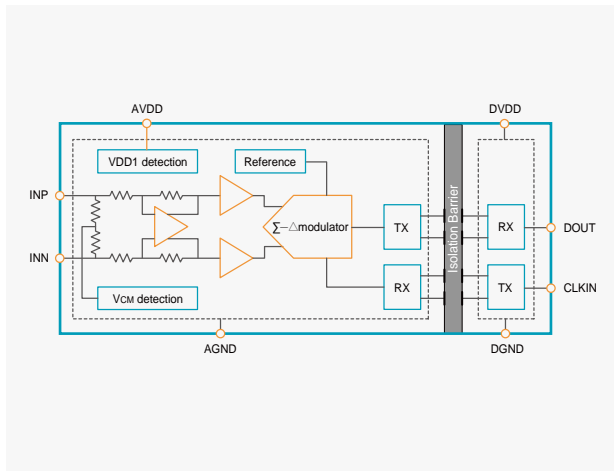 AVDD
DVDD
VDD1 detection
Reference
INP
INN
∑−△modulator
TX
RX
Isolation Barrier
RX
TX
DOUT
CLKIN
VCM detection
AGND
DGND